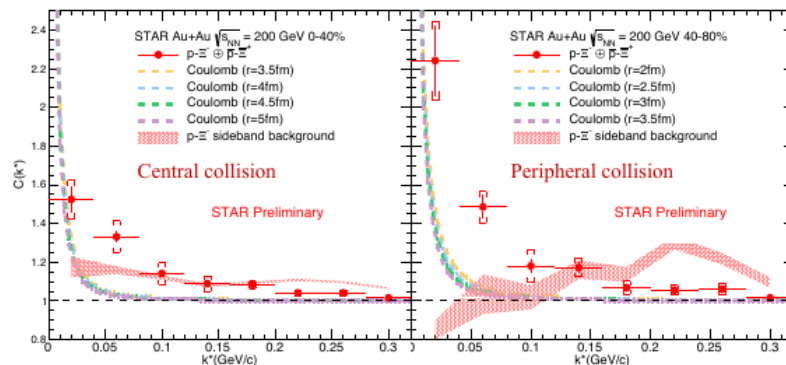 STAR Au+Au √sNN = 200 GeV 0-40%
p-Ξ⁻ ⊕ p̅-Ξ̅⁺
Coulomb (r=3.5fm)
Coulomb (r=4fm)
Coulomb (r=4.5fm)
Coulomb (r=5fm)
p-Ξ⁻ sideband background
Central collision
STAR Preliminary
C(k*)
2.4
2.2
2
1.8
1.6
1.4
1.2
1
0.8
0
0.05
0.1
0.15
0.2
0.25
0.3
k*(GeV/c)
STAR Au+Au √sNN = 200 GeV 40-80%
p-Ξ⁻ ⊕ p̅-Ξ̅⁺
Coulomb (r=2fm)
Coulomb (r=2.5fm)
Coulomb (r=3fm)
Coulomb (r=3.5fm)
p-Ξ⁻ sideband background
Peripheral collision
STAR Preliminary
0
0.05
0.1
0.15
0.2
0.25
0.3
k*(GeV/c)